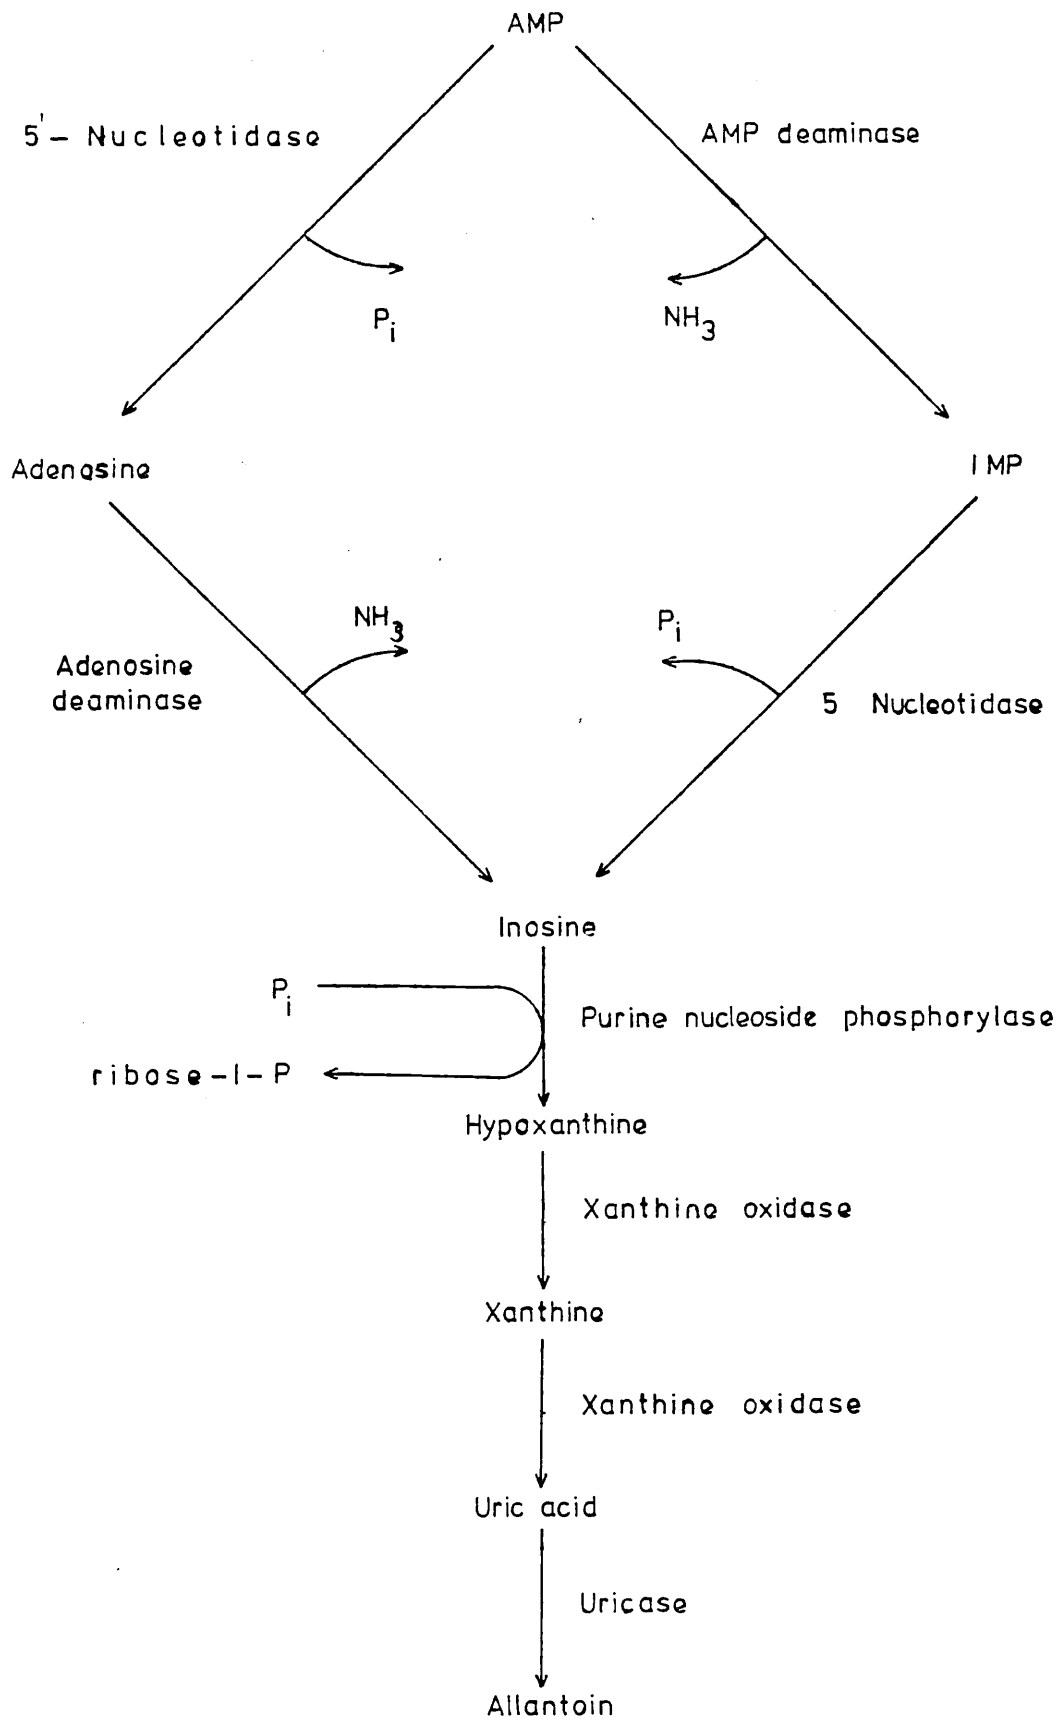 AMP
5'- Nucleotidase
AMP deaminase
Pi
NH3
Adenosine
IMP
NH3
Pi
Adenosine
deaminase
5 Nucleotidase
Inosine
Pi
Purine nucleoside phosphorylase
ribose-1-P
Hypoxanthine
Xanthine oxidase
Xanthine
Xanthine oxidase
Uric acid
Uricase
Allantoin